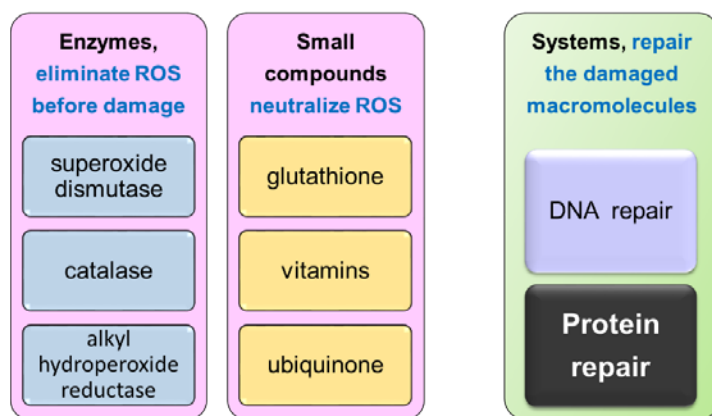 Enzymes,
eliminate ROS
before damage
superoxide
dismutase
catalase
alkyl
hydroperoxide
reductase
Small
compounds
neutralize ROS
glutathione
vitamins
ubiquinone
Systems, repair
the damaged
macromolecules
DNA repair
Protein
repair